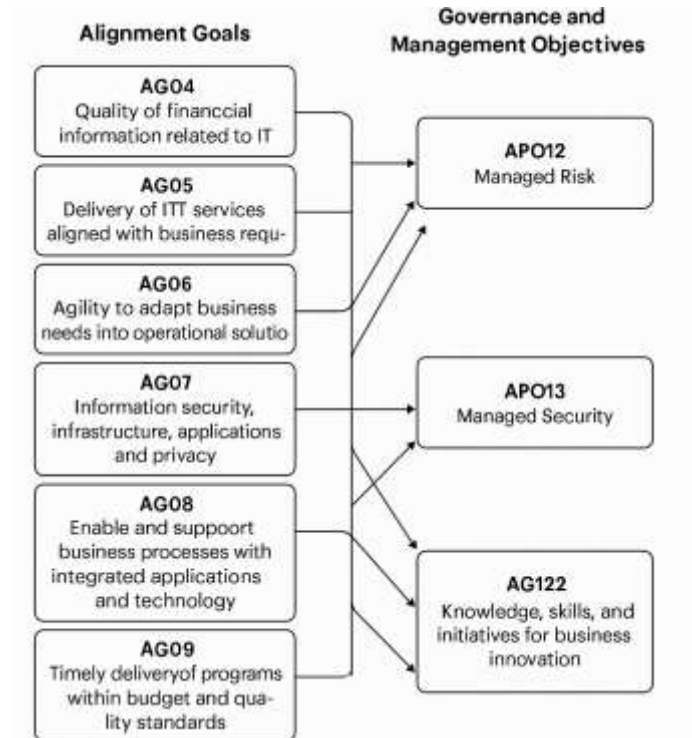 Alignment Goals
Governance and
Management Objectives
AG04
Quality of financcial
information related to IT
AG05
Delivery of ITT services
aligned with business requ-
AG06
Agility to adapt business
needs into operational solutio
AG07
Information security,
infrastructure, applications
and privacy
AG08
Enable and suppoort
business processes with
integrated applications
and technology
AG09
Timely deliveryof programs
within budget and qua-
lity standards
APO12
Managed Risk
APO13
Managed Security
AG122
Knowledge, skills, and
initiatives for business
innovation